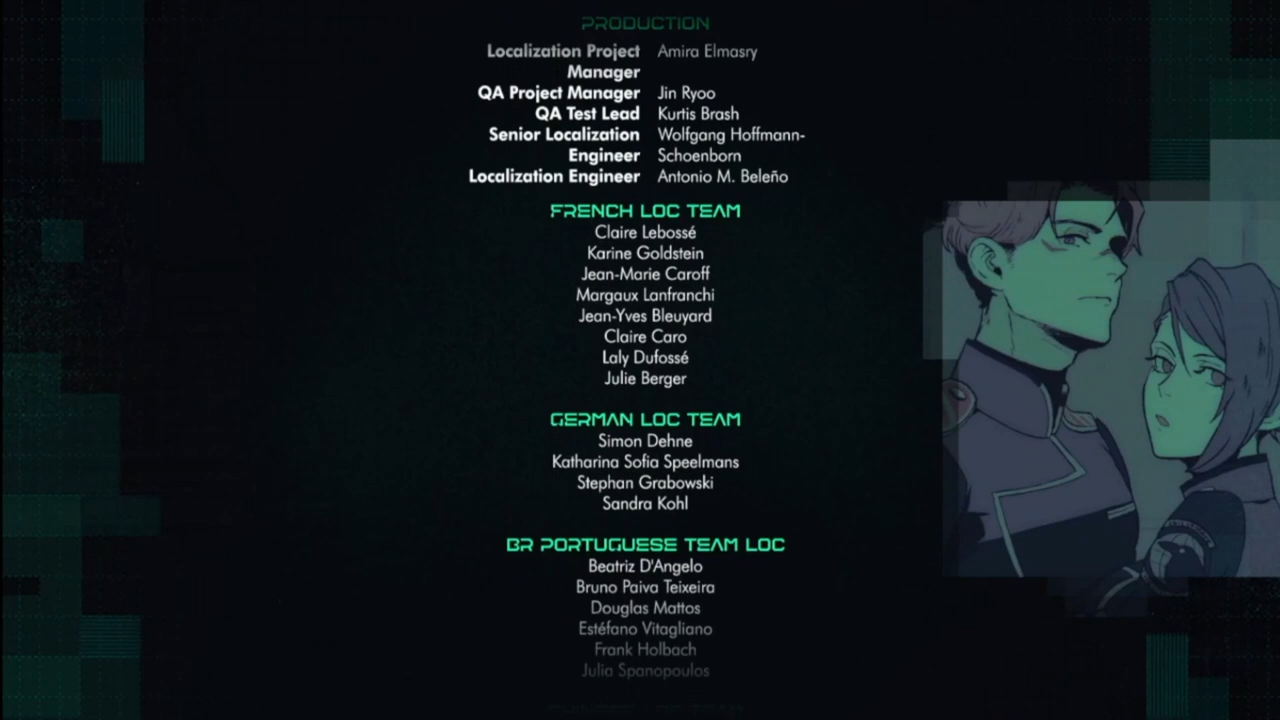 PRODUCTION
Localization Project Amira Elmasry
Manager
QA Project Manager Jin Ryoo
QA Test Lead Kurtis Brash
Senior Localization Wolfgang Hoffmann-
Engineer Schoenborn
Localization Engineer Antonio M. Beleño
FRENCH LOC TEAM
Claire Lebossé
Karine Goldstein
Jean-Marie Caroff
Margaux Lanfranchi
Jean-Yves Bleuyard
Claire Caro
Laly Dufossé
Julie Berger
GERMAN LOC TEAM
Simon Dehne
Katharina Sofia Speelmans
Stephan Grabowski
Sandra Kohl
BR PORTUGUESE TEAM LOC
Beatriz D'Angelo
Bruno Paiva Teixeira
Douglas Mattos
Estéfano Vitagliano
Frank Holbach
Julia Spanopoulos
LOC TEAM